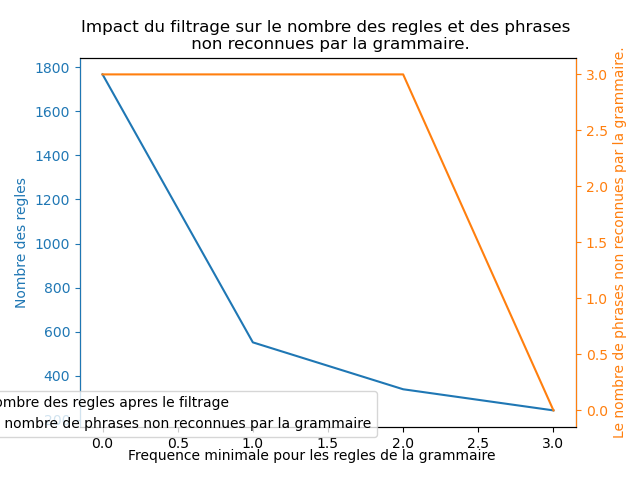 Impact du filtrage sur le nombre des regles et des phrases
non reconnues par la grammaire.
Nombre des regles
1800
1600
1400
1200
1000
800
600
400
Le nombre de phrases non reconnues par la grammaire.
3.0
2.5
2.0
1.5
1.0
0.5
0.0
ombre des regles apres le filtrage
nombre de phrases non reconnues par la grammaire
0.0 0.5 1.0 1.5 2.0 2.5 3.0
Frequence minimale pour les regles de la grammaire